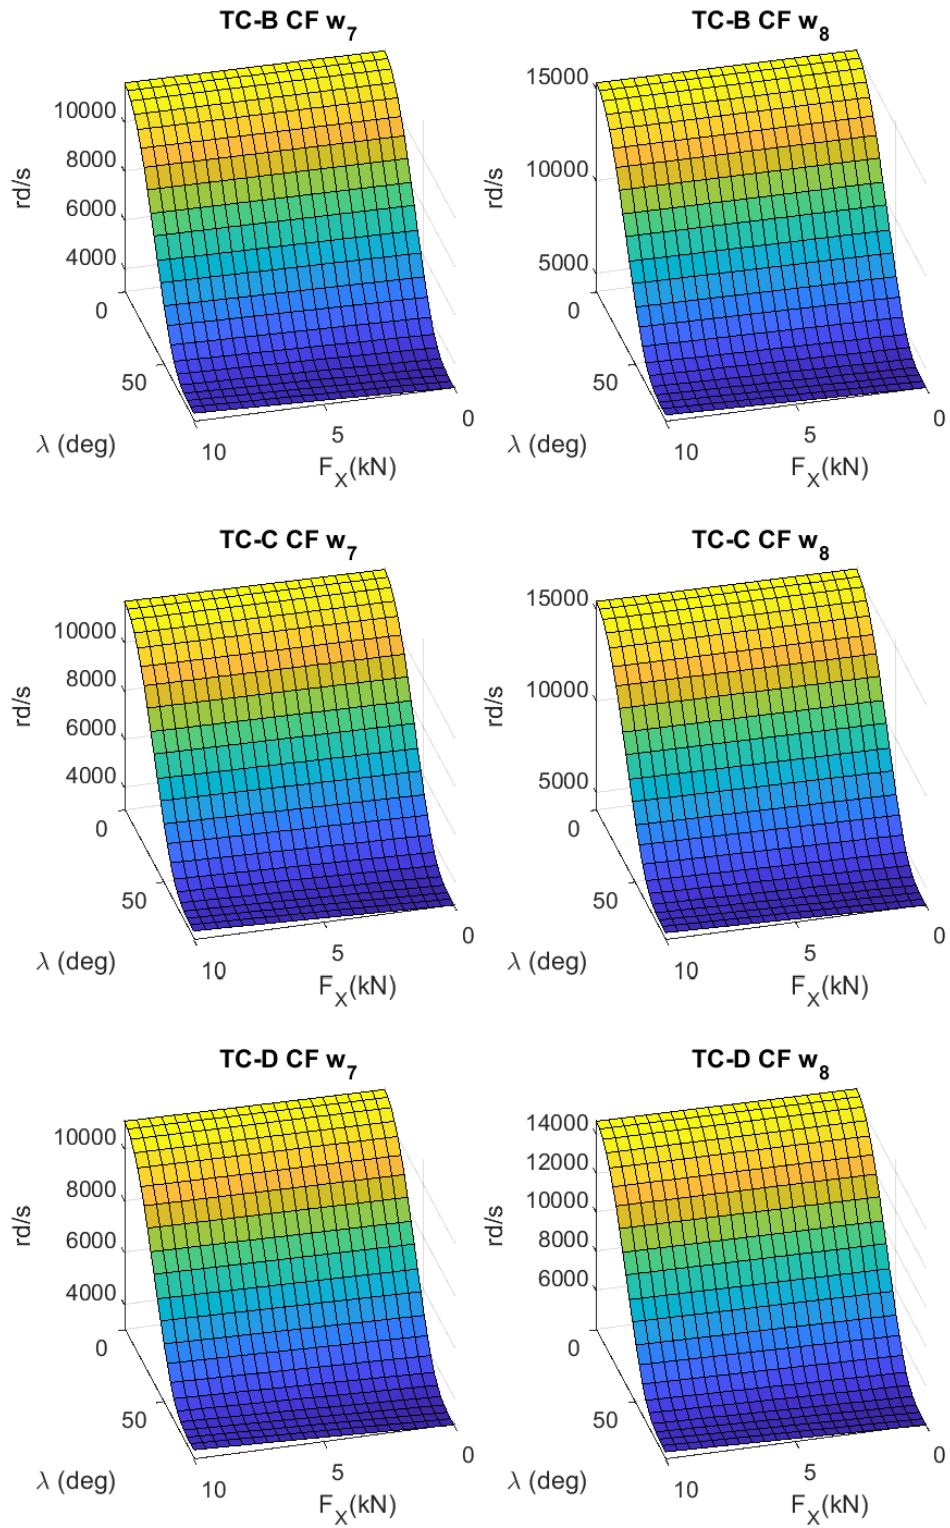 TC-B CF w7
10000
8000
6000
4000
rd/s
0
50
λ (deg)
10
5
0
FX(kN)
TC-B CF w8
15000
10000
5000
rd/s
0
50
λ (deg)
10
5
0
FX(kN)
TC-C CF w7
10000
8000
6000
4000
rd/s
0
50
λ (deg)
10
5
0
FX(kN)
TC-C CF w8
15000
10000
5000
rd/s
0
50
λ (deg)
10
5
0
FX(kN)
TC-D CF w7
10000
8000
6000
4000
rd/s
0
50
λ (deg)
10
5
0
FX(kN)
TC-D CF w8
14000
12000
10000
8000
6000
rd/s
0
50
λ (deg)
10
5
0
FX(kN)